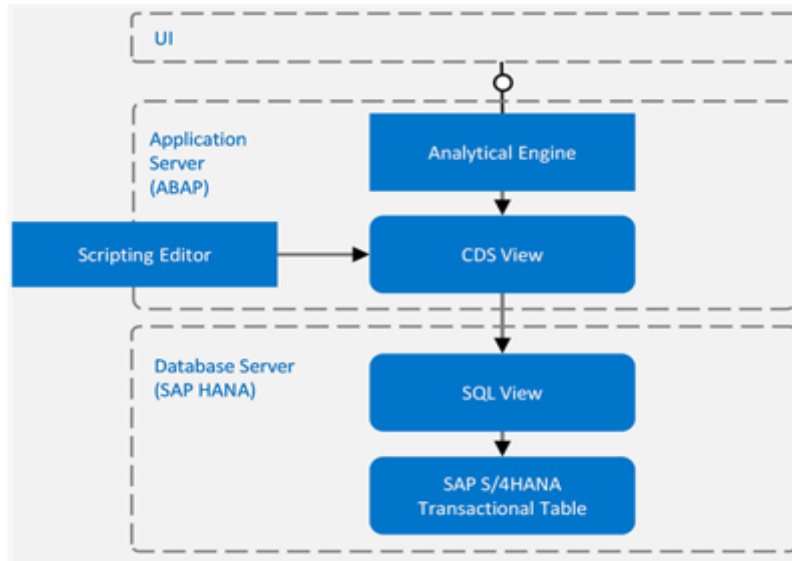 UI
Application
Server
(ABAP)
Analytical Engine
Scripting Editor
CDS View
Database Server
(SAP HANA)
SQL View
SAP S/4HANA
Transactional Table